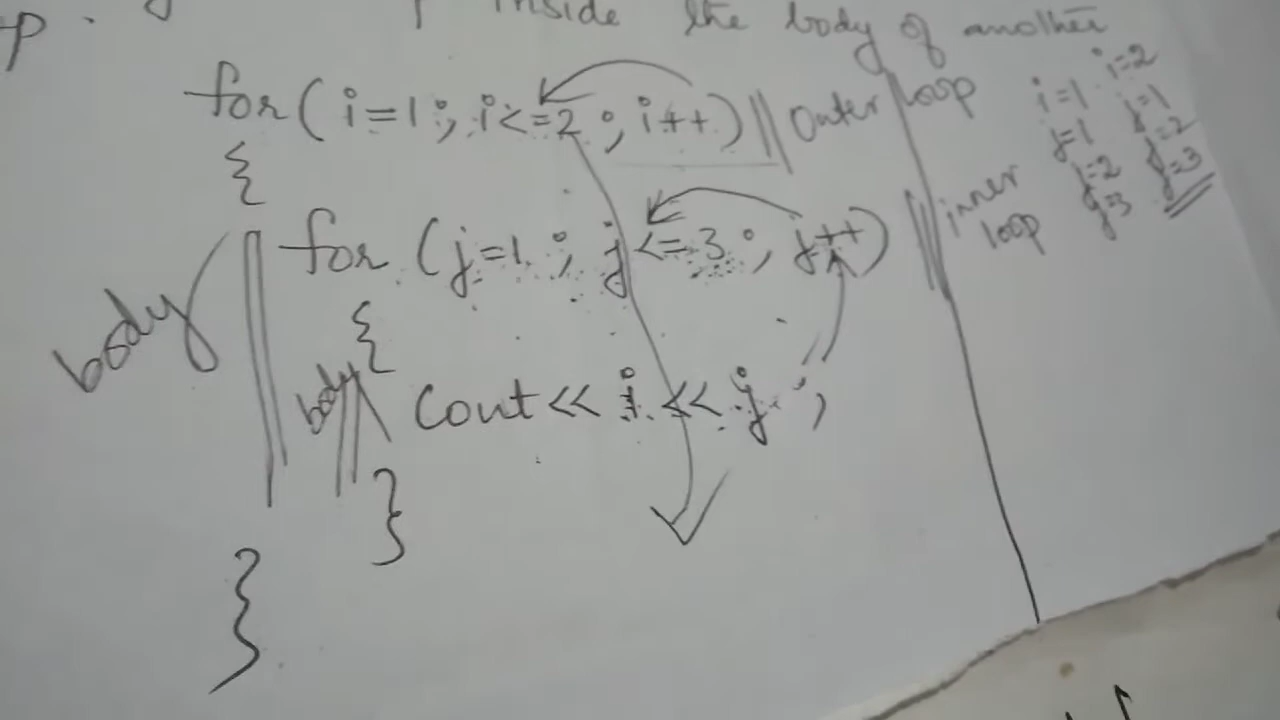 p.
inside the body of another
for( i=1; i<=2; i++) || Outer loop
{
for (j=1; j<=3; j++) || inner loop
{
Cout<< i << j ;
}
}
body
body
i=1
j=1
j=2
j=3
i=2
j=1
j=2
j=3